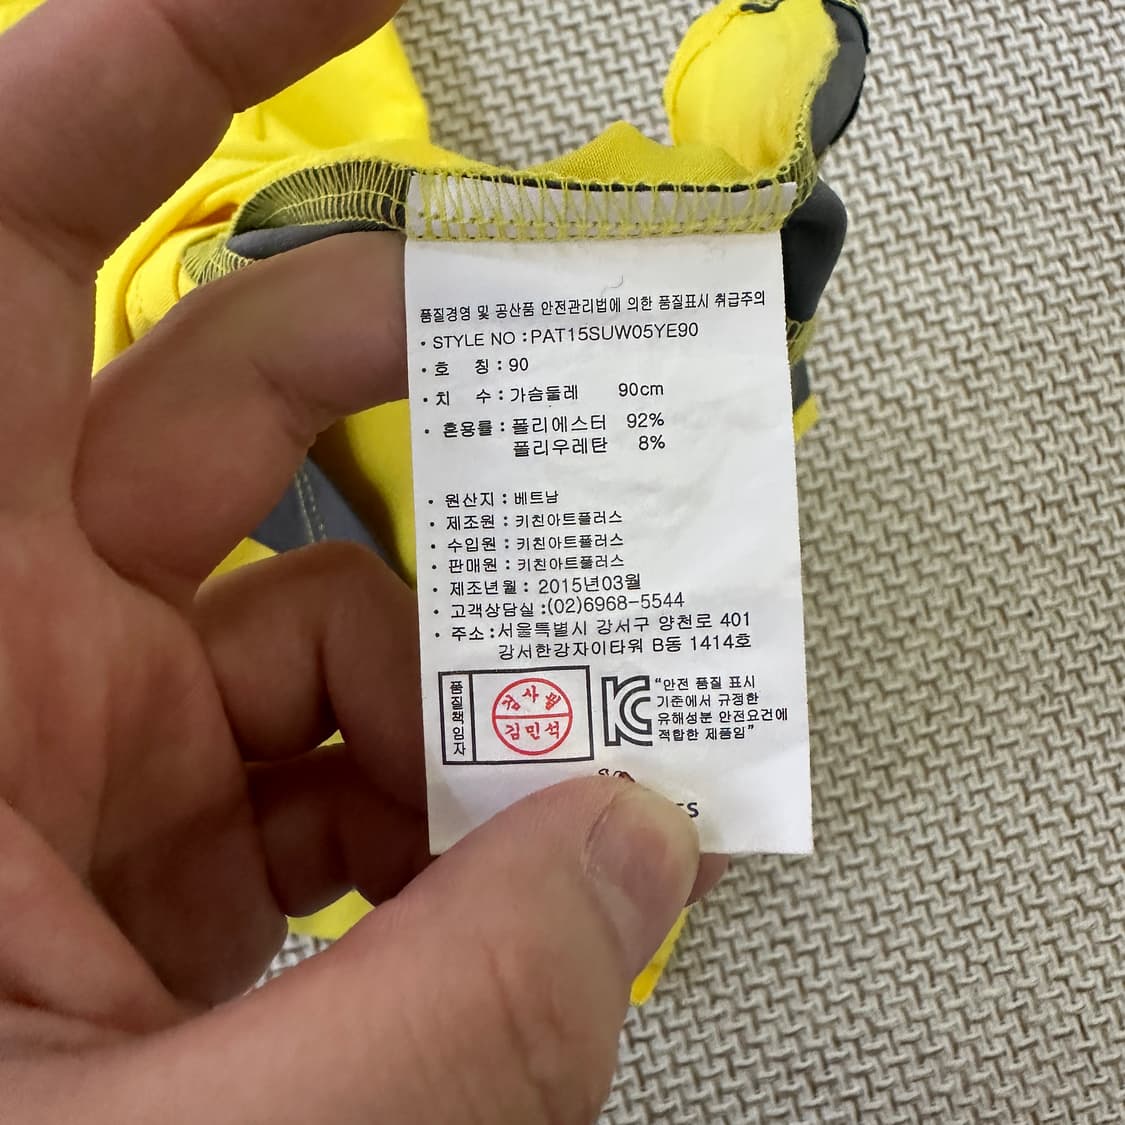 품질경영 및 공산품 안전관리법에 의한 품질표시 취급주의
· STYLE NO : PAT15SUW05YE90
· 호 칭 : 90
· 치 수 : 가슴둘레 90cm
· 혼용률 : 폴리에스터 92%
폴리우레탄 8%
· 원산지 : 베트남
· 제조원 : 키친아트플러스
· 수입원 : 키친아트플러스
· 판매원 : 키친아트플러스
· 제조년월 : 2015년03월
· 고객상담실 :(02)6968-5544
· 주소 : 서울특별시 강서구 양천로 401
강서한강자이타워 B동 1414호
품질책임자
검사필
김민석
KC
“안전 품질 표시
기준에서 규정한
유해성분 안전요건에
적합한 제품임”